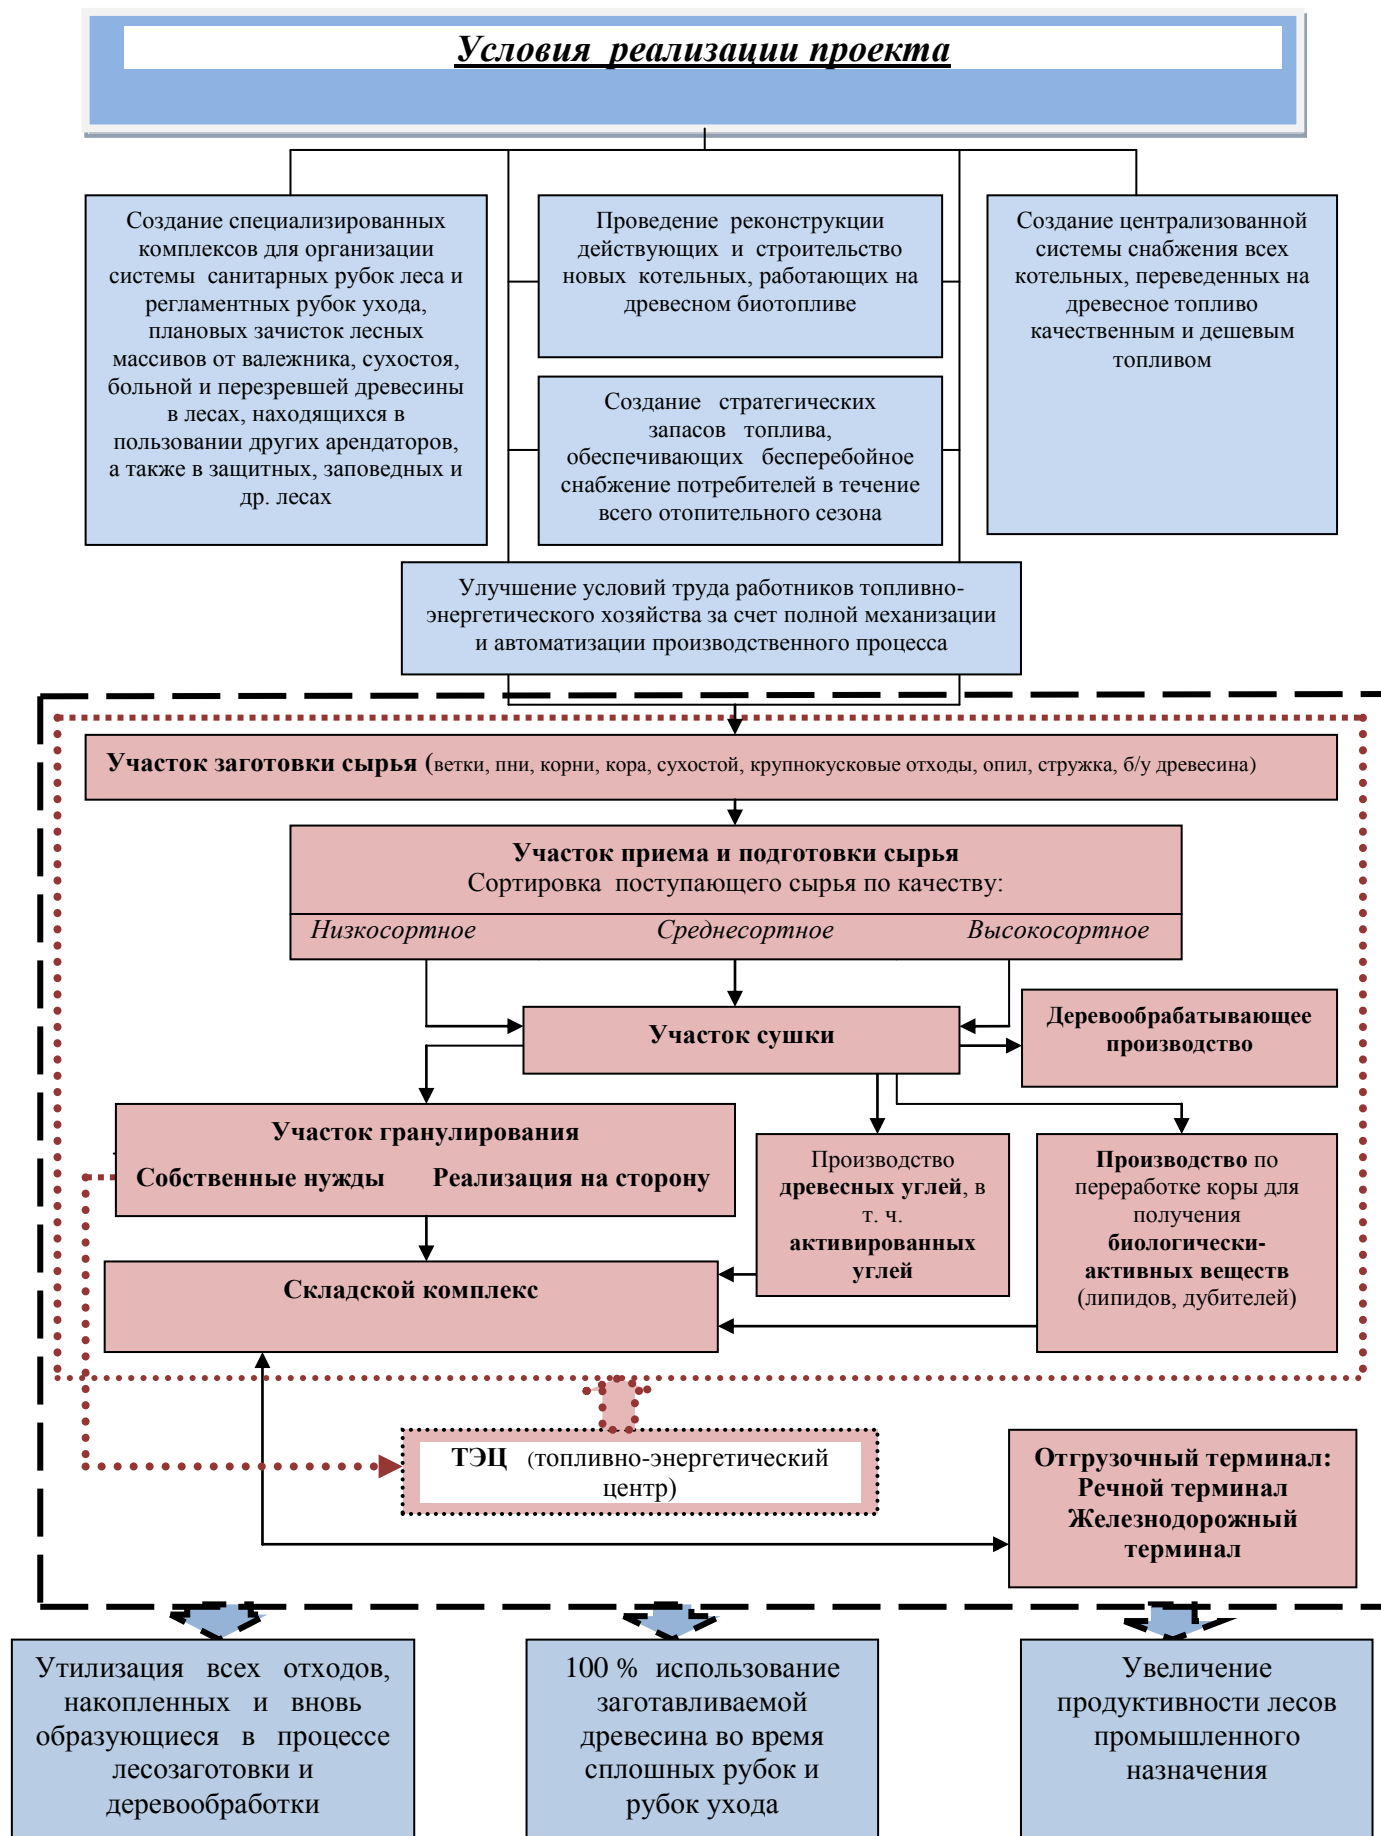 Условия реализации проекта
Создание специализированных
комплексов для организации
системы санитарных рубок леса и
регламентных рубок ухода,
плановых зачисток лесных
массивов от валежника, сухостоя,
больной и перезревшей древесины
в лесах, находящихся в
пользовании других арендаторов,
а также в защитных, заповедных и
др. лесах
Проведение реконструкции
действующих и строительство
новых котельных, работающих на
древесном биотопливе
Создание стратегических
запасов топлива,
обеспечивающих бесперебойное
снабжение потребителей в течение
всего отопительного сезона
Создание централизованной
системы снабжения всех
котельных, переведенных на
древесное топливо
качественным и дешевым
топливом
Улучшение условий труда работников топливно-
энергетического хозяйства за счет полной механизации
и автоматизации производственного процесса
Участок заготовки сырья (ветки, пни, корни, кора, сухостой, крупнокусковые отходы, опил, стружка, б/у древесина)
Участок приема и подготовки сырья
Сортировка поступающего сырья по качеству:
Низкосортное Среднесортное Высокосортное
Участок сушки
Деревообрабатывающее
производство
Участок гранулирования
Собственные нужды Реализация на сторону
Производство
древесных углей, в
т. ч.
активированных
углей
Производство по
переработке коры для
получения
биологически-
активных веществ
(липидов, дубителей)
Складской комплекс
ТЭЦ (топливно-энергетический
центр)
Отгрузочный терминал:
Речной терминал
Железнодорожный
терминал
Утилизация всех отходов,
накопленных и вновь
образующиеся в процессе
лесозаготовки и
деревообработки
100 % использование
заготавливаемой
древесина во время
сплошных рубок и
рубок ухода
Увеличение
продуктивности лесов
промышленного
назначения